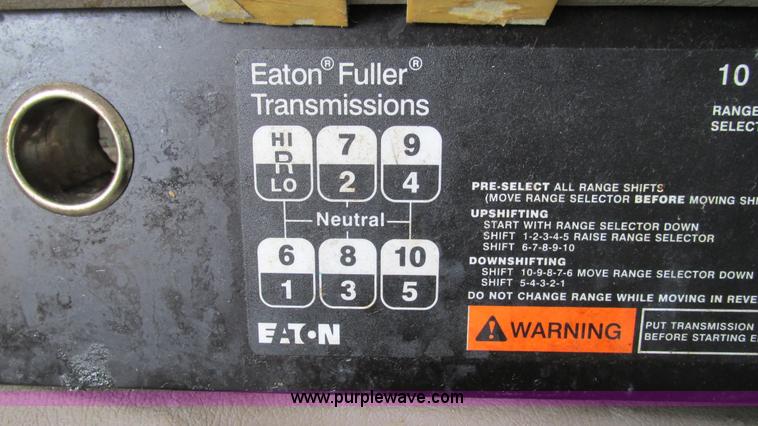 Eaton® Fuller®
Transmissions
HI 7 9
R
LO 2 4
Neutral
6 8 10
1 3 5
EATON
10
RANGE
PRE-SELECT ALL RANGE SHIFTS
(MOVE RANGE SELECTOR BEFORE MOVING
UPSHIFTING
START WITH RANGE SELECTOR DOWN
SHIFT 1-2-3-4-5 RAISE RANGE SELECTOR
SHIFT 6-7-8-9-10
DOWNSHIFTING
SHIFT 10-9-8-7-6 MOVE RANGE SELECTOR DOWN
SHIFT 5-4-3-2-1
DO NOT CHANGE RANGE WHILE MOVING IN
WARNING
PUT TRANSMISSION
BEFORE STARTING
www.purplewave.com